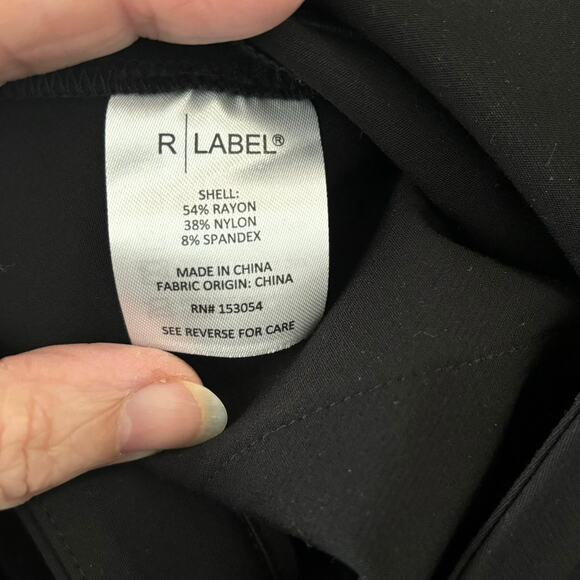 R | LABEL®
SHELL:
54% RAYON
38% NYLON
8% SPANDEX
MADE IN CHINA
FABRIC ORIGIN: CHINA
RN# 153054
SEE REVERSE FOR CARE